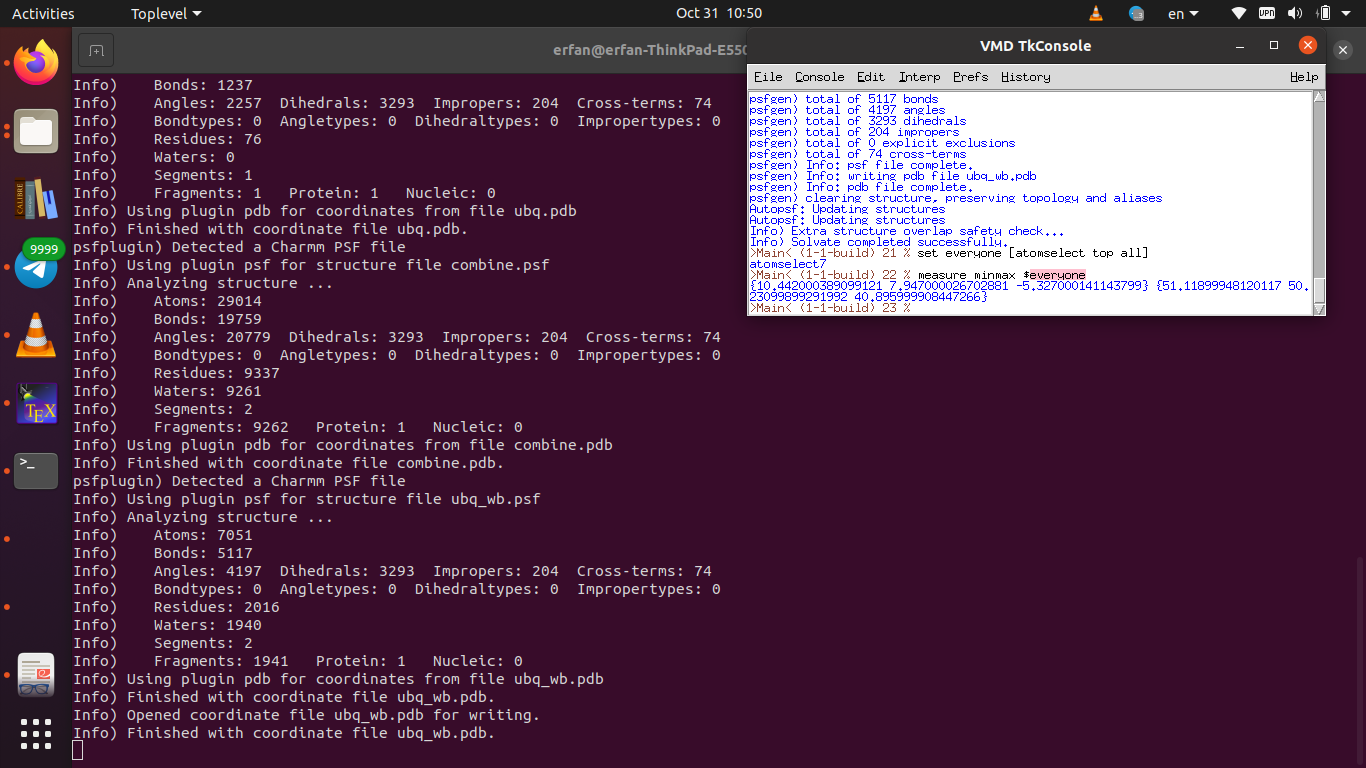 Activities
Toplevel
Oct 31 10:50
en
VPN
erfan@erfan-ThinkPad-E550
CALIBRE
9999
TEX
>_
Info)    Bonds: 1237
Info)    Angles: 2257  Dihedrals: 3293  Impropers: 204  Cross-terms: 74
Info)    Bondtypes: 0  Angletypes: 0  Dihedraltypes: 0  Impropertypes: 0
Info)    Residues: 76
Info)    Waters: 0
Info)    Segments: 1
Info)    Fragments: 1   Protein: 1   Nucleic: 0
Info) Using plugin pdb for coordinates from file ubq.pdb
Info) Finished with coordinate file ubq.pdb.
psfplugin) Detected a Charmm PSF file
Info) Using plugin psf for structure file combine.psf
Info) Analyzing structure ...
Info)    Atoms: 29014
Info)    Bonds: 19759
Info)    Angles: 20779  Dihedrals: 3293  Impropers: 204  Cross-terms: 74
Info)    Bondtypes: 0  Angletypes: 0  Dihedraltypes: 0  Impropertypes: 0
Info)    Residues: 9337
Info)    Waters: 9261
Info)    Segments: 2
Info)    Fragments: 9262   Protein: 1   Nucleic: 0
Info) Using plugin pdb for coordinates from file combine.pdb
Info) Finished with coordinate file combine.pdb.
psfplugin) Detected a Charmm PSF file
Info) Using plugin psf for structure file ubq_wb.psf
Info) Analyzing structure ...
Info)    Atoms: 7051
Info)    Bonds: 5117
Info)    Angles: 4197  Dihedrals: 3293  Impropers: 204  Cross-terms: 74
Info)    Bondtypes: 0  Angletypes: 0  Dihedraltypes: 0  Impropertypes: 0
Info)    Residues: 2016
Info)    Waters: 1940
Info)    Segments: 2
Info)    Fragments: 1941   Protein: 1   Nucleic: 0
Info) Using plugin pdb for coordinates from file ubq_wb.pdb
Info) Finished with coordinate file ubq_wb.pdb.
Info) Opened coordinate file ubq_wb.pdb for writing.
Info) Finished with coordinate file ubq_wb.pdb.
VMD TkConsole
File Console Edit Interp Prefs History Help
psfgen) total of 5117 bonds
psfgen) total of 4197 angles
psfgen) total of 3293 dihedrals
psfgen) total of 204 impropers
psfgen) total of 0 explicit exclusions
psfgen) total of 74 cross-terms
psfgen) Info: psf file complete.
psfgen) Info: writing pdb file ubq_wb.pdb
psfgen) Info: pdb file complete.
psfgen) clearing structure, preserving topology and aliases
Autopsf: Updating structures
Autopsf: Updating structures
Info) Extra structure overlap safety check...
Info) Solvate completed successfully.
>Main< (1-1-build) 21 % set everyone [atomselect top all]
atomselect7
>Main< (1-1-build) 22 % measure minmax $everyone
{10.442000389099121 7.947000026702881 -5.327000141143799} {51.11899948120117 50.
23099899291992 40.895999908447266}
>Main< (1-1-build) 23 %